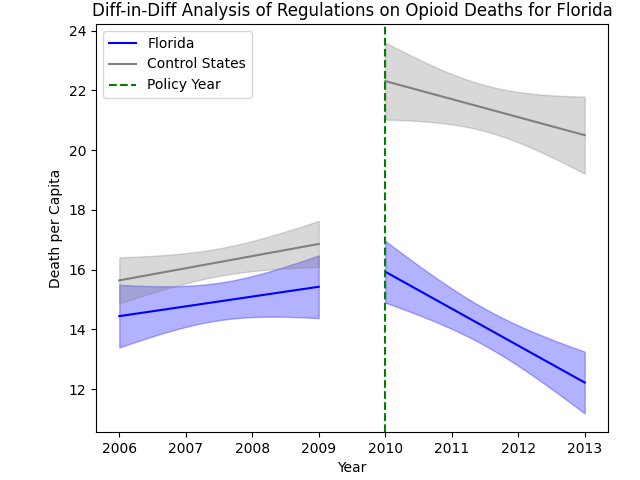 Diff-in-Diff Analysis of Regulations on Opioid Deaths for Florida
Florida
Control States
Policy Year
Death per Capita
24
22
20
18
16
14
12
2006 2007 2008 2009 2010 2011 2012 2013
Year